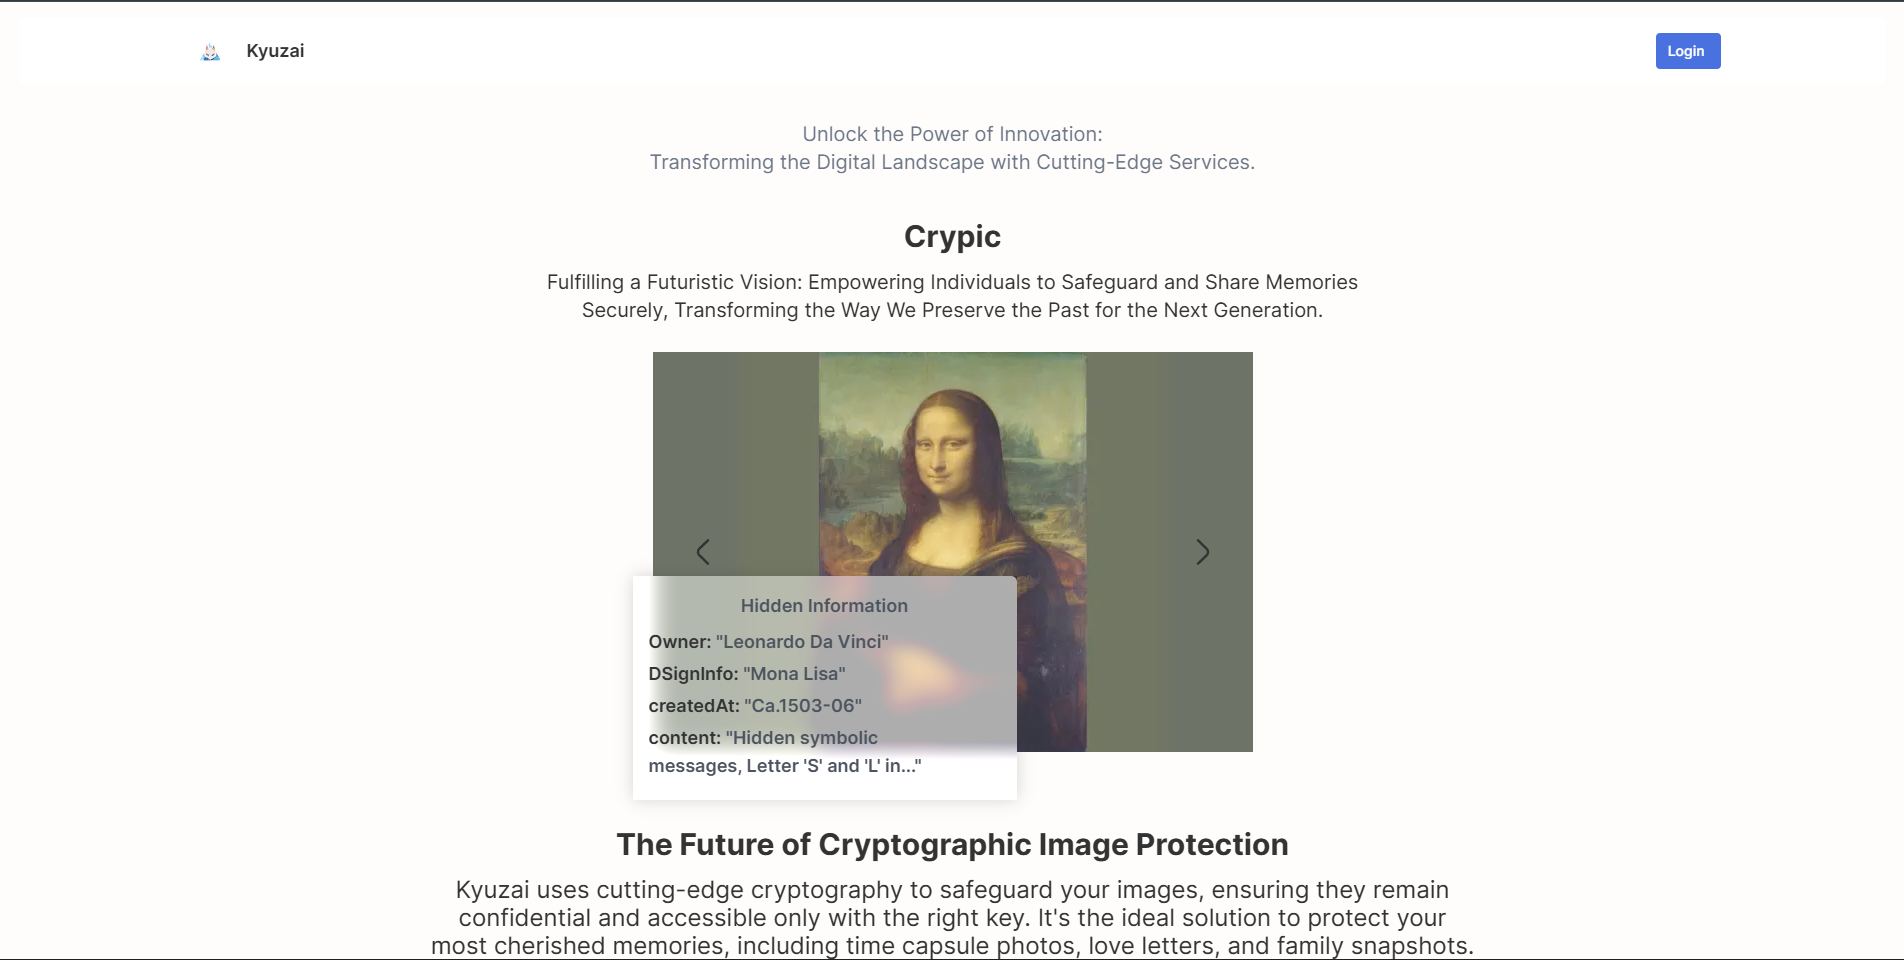 Kyuzai
Login
Unlock the Power of Innovation:
Transforming the Digital Landscape with Cutting-Edge Services.
Crypic
Fulfilling a Futuristic Vision: Empowering Individuals to Safeguard and Share Memories
Securely, Transforming the Way We Preserve the Past for the Next Generation.
Hidden Information
Owner: "Leonardo Da Vinci"
DSignInfo: "Mona Lisa"
createdAt: "Ca.1503-06"
content: "Hidden symbolic
messages, Letter 'S' and 'L' in..."
The Future of Cryptographic Image Protection
Kyuzai uses cutting-edge cryptography to safeguard your images, ensuring they remain
confidential and accessible only with the right key. It's the ideal solution to protect your
most cherished memories, including time capsule photos, love letters, and family snapshots.